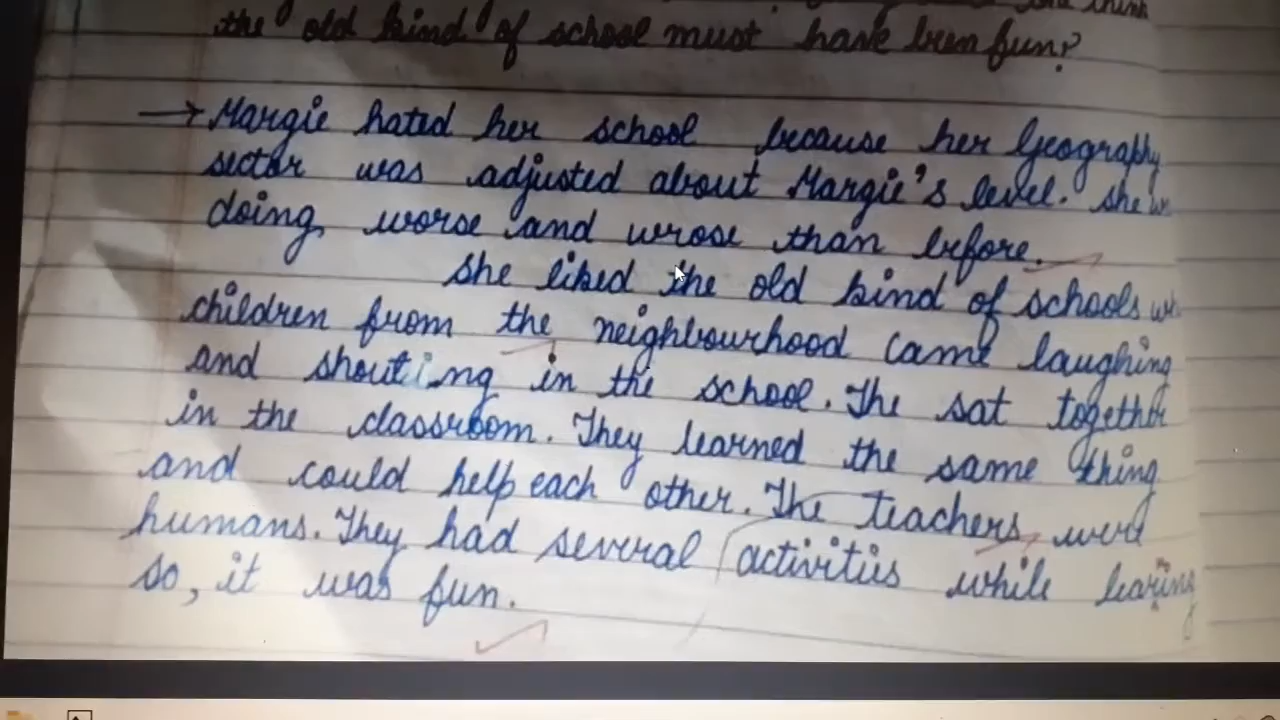 think
the old kind of school must have been fun?
→ Margie hated her school because her Geography
sector was adjusted about Margie's level. She
doing worse and wrose than before.
She liked the old kind of schools
children from the neighbourhood came laughing
and shouting in the school. The sat together
in the classroom. They learned the same thing
and could help each other. The teachers were
humans. They had several activities while learing
so, it was fun.